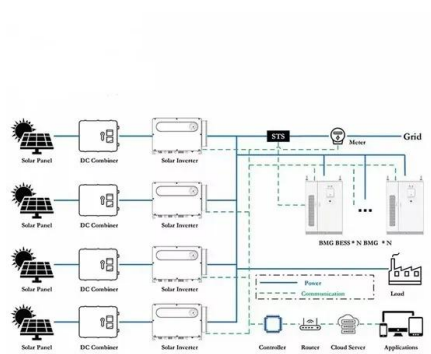 STS
Meter
Grid
Solar Panel
DC Combiner
Solar Inverter
Solar Panel
DC Combiner
Solar Inverter
BMG BESS * N BMG * N
Solar Panel
DC Combiner
Solar Inverter
Power
Communication
Load
Solar Panel
DC Combiner
Solar Inverter
Controller
Router
Cloud Server
Applications